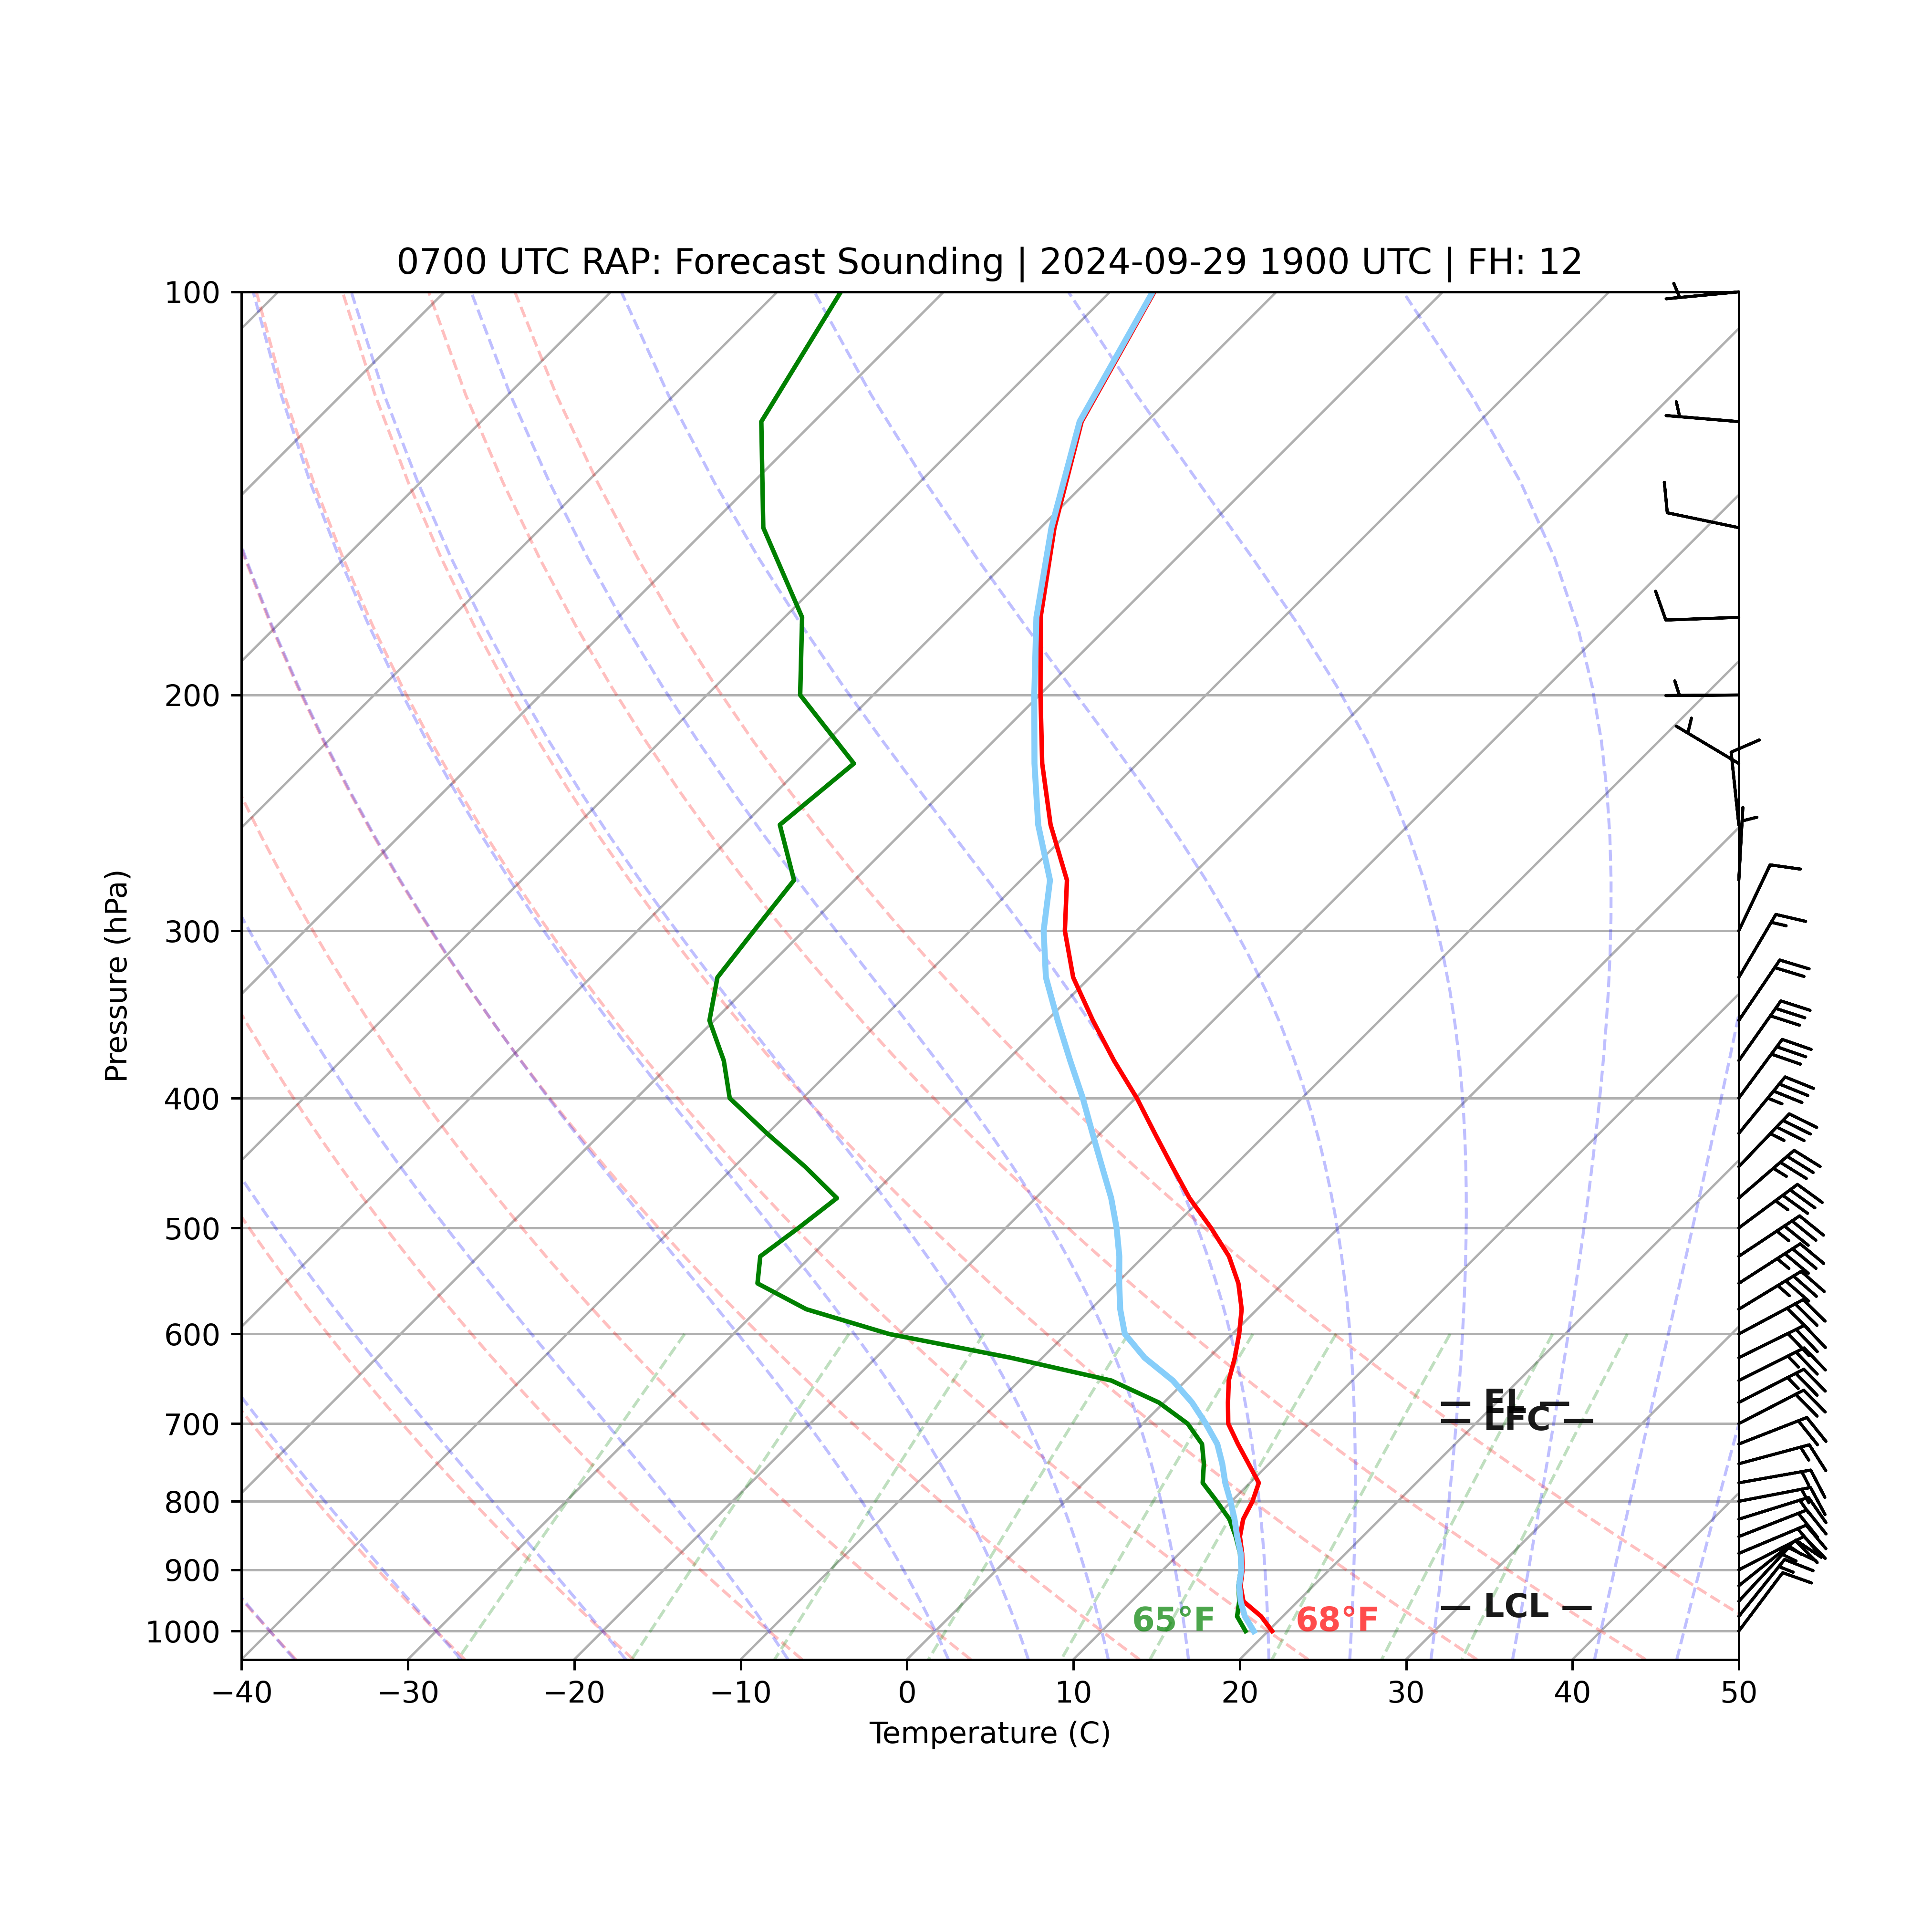 0700 UTC RAP: Forecast Sounding | 2024-09-29 1900 UTC | FH: 12
100
200
300
400
500
600
700
800
900
1000
Pressure (hPa)
— EL —
— LFC —
— LCL —
65°F
68°F
−40 −30 −20 −10 0 10 20 30 40 50
Temperature (C)